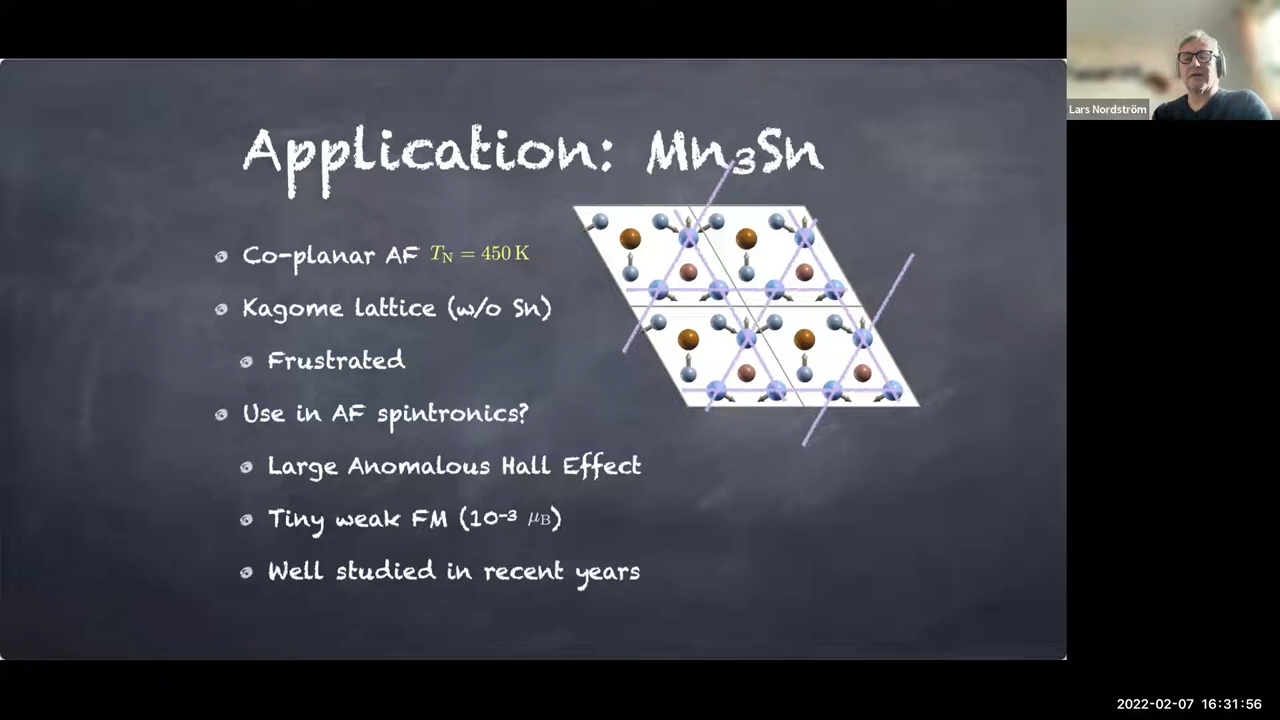 Lars Nordström
Application: Mn₃Sn
Co-planar AF T_N = 450 K
Kagome lattice (w/o Sn)
Frustrated
Use in AF spintronics?
Large Anomalous Hall Effect
Tiny weak FM (10⁻³ μ_B)
Well studied in recent years
2022-02-07 16:31:56